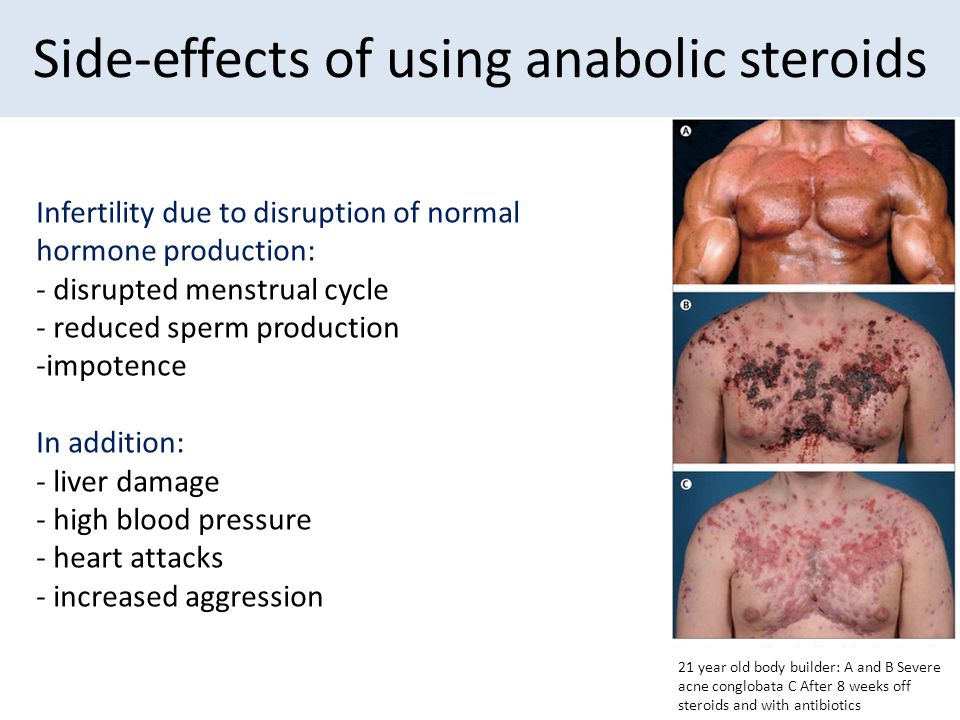 Side-effects of using anabolic steroids
Infertility due to disruption of normal
hormone production:
- disrupted menstrual cycle
- reduced sperm production
-impotence
In addition:
- liver damage
- high blood pressure
- heart attacks
- increased aggression
A
B
C
21 year old body builder: A and B Severe
acne conglobata C After 8 weeks off
steroids and with antibiotics